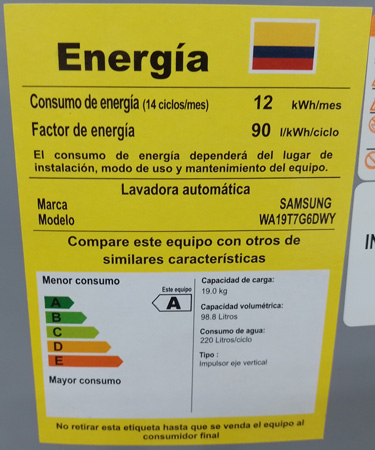 Energía
Consumo de energía (14 ciclos/mes) 12 kWh/mes
Factor de energía 90 l/kWh/ciclo
El consumo de energía dependerá del lugar de
instalación, modo de uso y mantenimiento del equipo.
Lavadora automática
Marca SAMSUNG
Modelo WA19T7G6DWY
Compare este equipo con otros de
similares características
Menor consumo
Este equipo
A
A
B
C
D
E
Mayor consumo
Capacidad de carga:
19.0 kg
Capacidad volumétrica:
98.8 Litros
Consumo de agua:
220 Litros/ciclo
Tipo :
Impulsor eje vertical
No retirar esta etiqueta hasta que se venda el equipo al
consumidor final